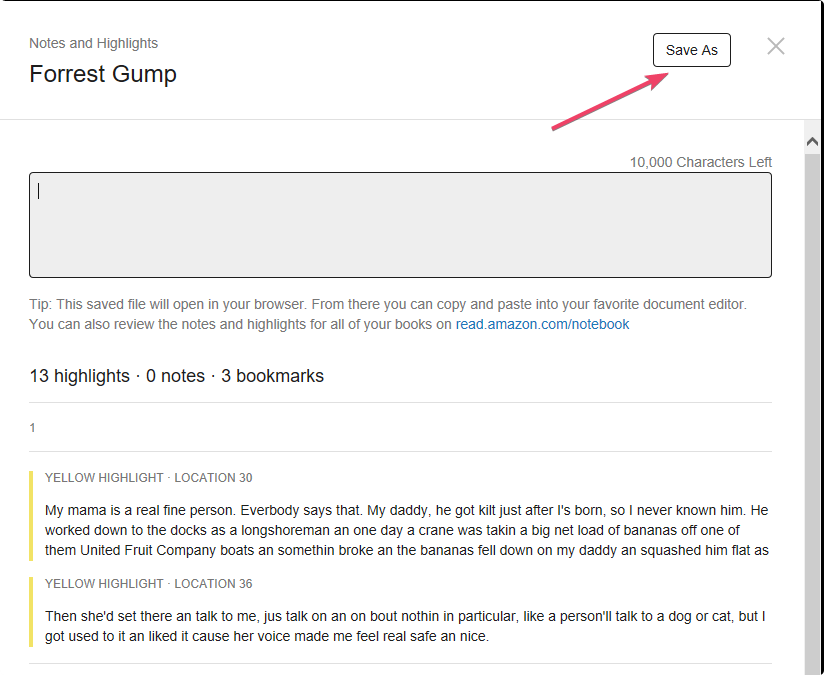 Notes and Highlights
Forrest Gump
Save As
10,000 Characters Left
Tip: This saved file will open in your browser. From there you can copy and paste into your favorite document editor.
You can also review the notes and highlights for all of your books on read.amazon.com/notebook
13 highlights · 0 notes · 3 bookmarks
1
YELLOW HIGHLIGHT · LOCATION 30
My mama is a real fine person. Everbody says that. My daddy, he got kilt just after I's born, so I never known him. He
worked down to the docks as a longshoreman an one day a crane was takin a big net load of bananas off one of
them United Fruit Company boats an somethin broke an the bananas fell down on my daddy an squashed him flat as
YELLOW HIGHLIGHT · LOCATION 36
Then she'd set there an talk to me, jus talk on an on bout nothin in particular, like a person'll talk to a dog or cat, but I
got used to it an liked it cause her voice made me feel real safe an nice.